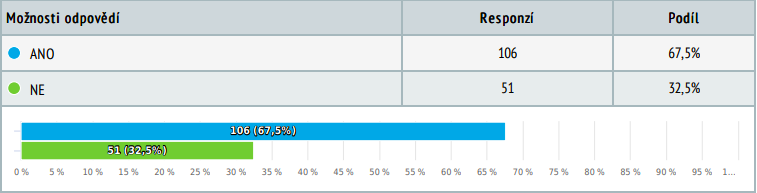 Možnosti odpovědí Responzí Podíl
ANO 106 67,5%
NE 51 32,5%
106 (67,5%)
51 (32,5%)
0 % 5 % 10 % 15 % 20 % 25 % 30 % 35 % 40 % 45 % 50 % 55 % 60 % 65 % 70 % 75 % 80 % 85 % 90 % 95 % 1...